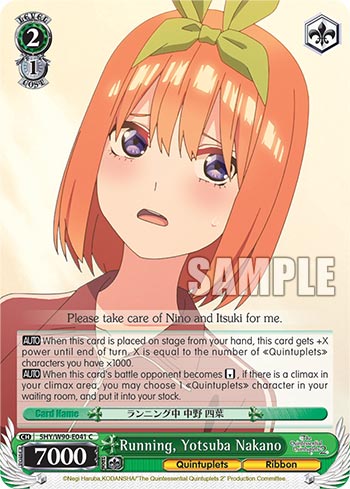 LEVEL
2
1
COST
SAMPLE
Please take care of Nino and Itsuki for me.
AUTO When this card is placed on stage from your hand, this card gets +X
power until end of turn. X is equal to the number of «Quintuplets»
characters you have ×1000.
AUTO When this card's battle opponent becomes, if there is a climax in
your climax area, you may choose 1 «Quintuplets» character in your
waiting room, and put it into your stock.
Card Name
ランニング中 中野 四葉
CH
5HY/W90-E041 C
Running, Yotsuba Nakano
7000
POWER
Quintuplets
Ribbon
©Negi Haruba,KODANSHA/"The Quintessential Quintuplets 2" Production Committee.